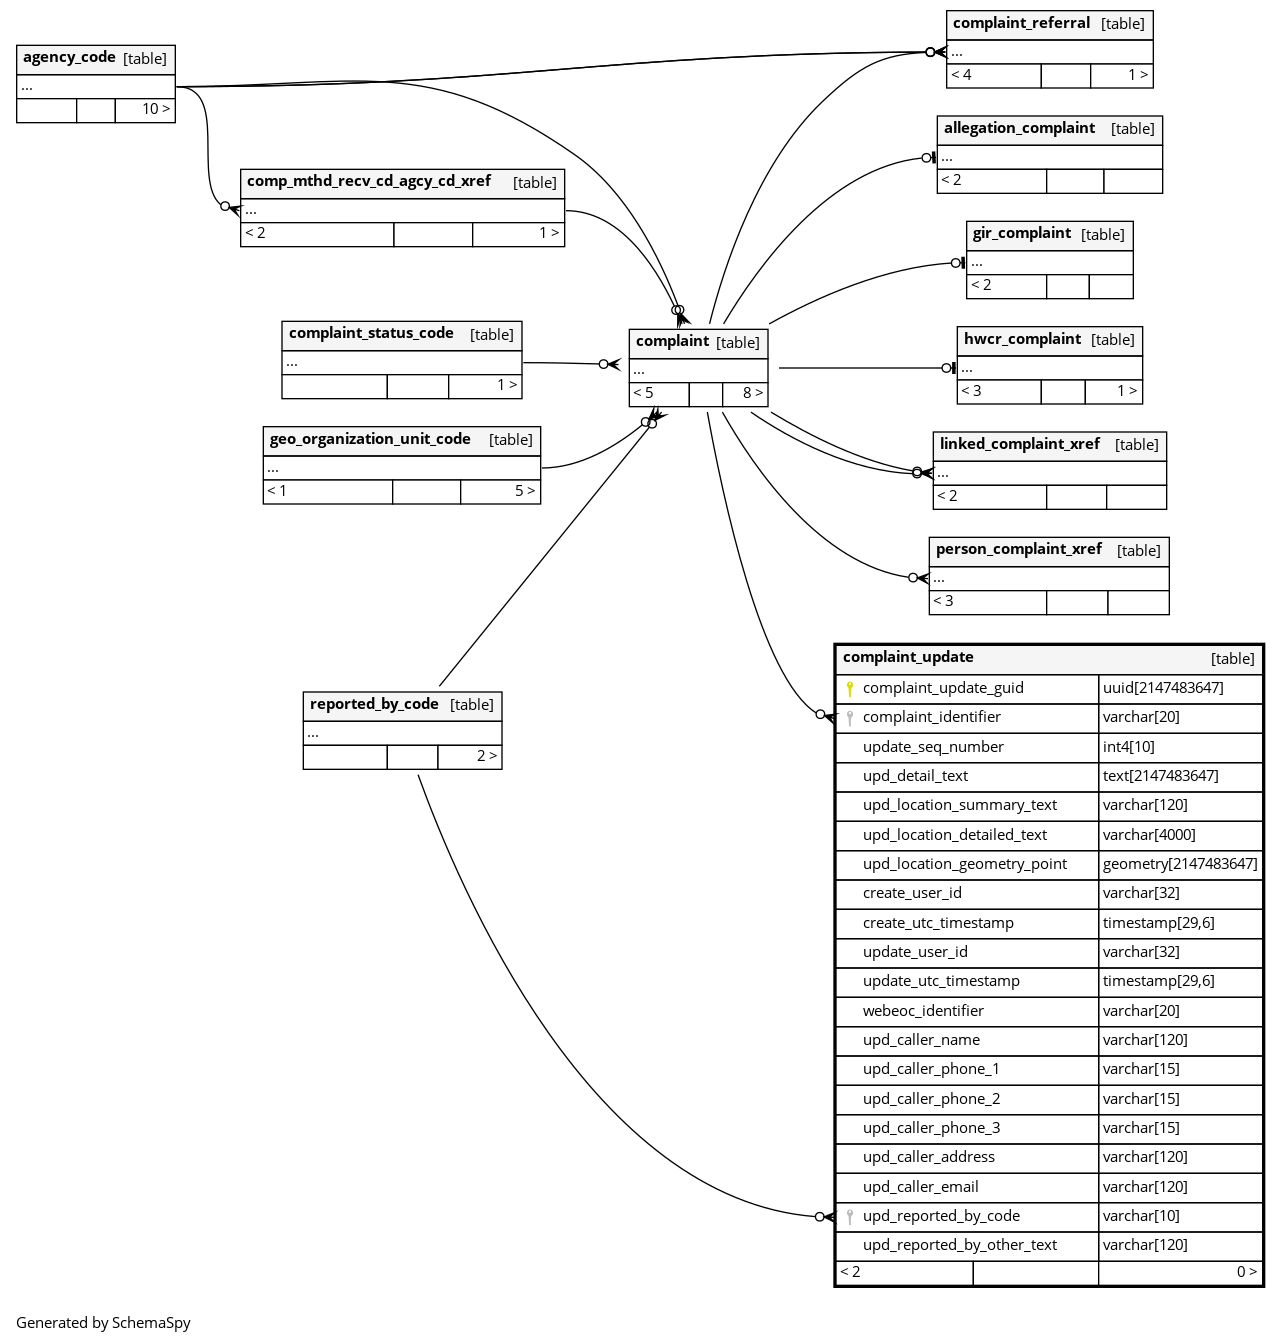 agency_code [table]
...
10 >
comp_mthd_recv_cd_agcy_cd_xref [table]
...
< 2 1 >
complaint_status_code [table]
...
1 >
geo_organization_unit_code [table]
...
< 1 5 >
reported_by_code [table]
...
2 >
complaint [table]
...
< 5 8 >
complaint_referral [table]
...
< 4 1 >
allegation_complaint [table]
...
< 2
gir_complaint [table]
...
< 2
hwcr_complaint [table]
...
< 3 1 >
linked_complaint_xref [table]
...
< 2
person_complaint_xref [table]
...
< 3
complaint_update [table]
complaint_update_guid uuid[2147483647]
complaint_identifier varchar[20]
update_seq_number int4[10]
upd_detail_text text[2147483647]
upd_location_summary_text varchar[120]
upd_location_detailed_text varchar[4000]
upd_location_geometry_point geometry[2147483647]
create_user_id varchar[32]
create_utc_timestamp timestamp[29,6]
update_user_id varchar[32]
update_utc_timestamp timestamp[29,6]
webeoc_identifier varchar[20]
upd_caller_name varchar[120]
upd_caller_phone_1 varchar[15]
upd_caller_phone_2 varchar[15]
upd_caller_phone_3 varchar[15]
upd_caller_address varchar[120]
upd_caller_email varchar[120]
upd_reported_by_code varchar[10]
upd_reported_by_other_text varchar[120]
< 2 0 >
Generated by SchemaSpy